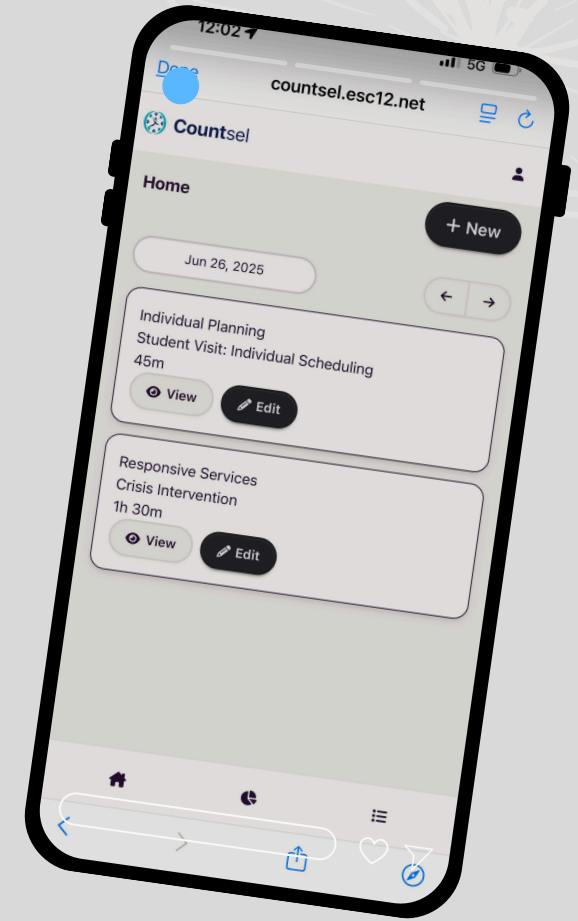 12:02
5G
Done
countsel.esc12.net
Countsel
Home
+ New
Jun 26, 2025
Individual Planning
Student Visit: Individual Scheduling
45m
View
Edit
Responsive Services
Crisis Intervention
1h 30m
View
Edit